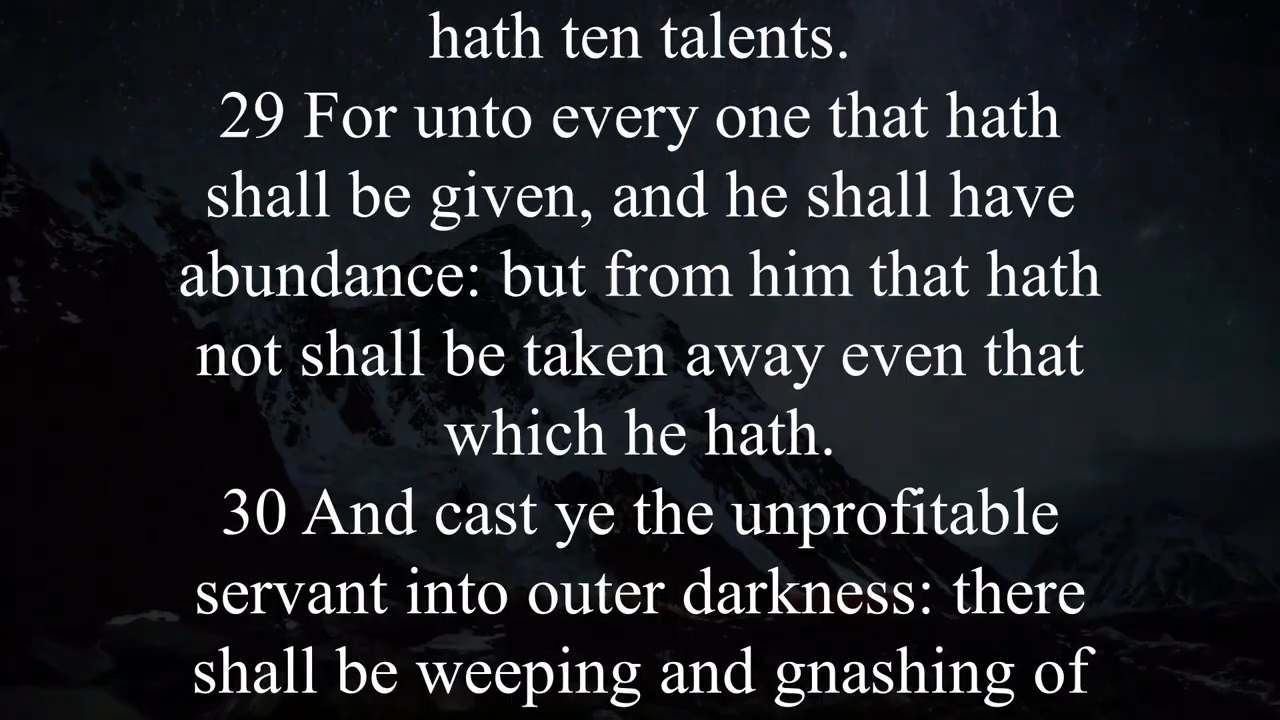 hath ten talents.
29 For unto every one that hath
shall be given, and he shall have
abundance: but from him that hath
not shall be taken away even that
which he hath.
30 And cast ye the unprofitable
servant into outer darkness: there
shall be weeping and gnashing of